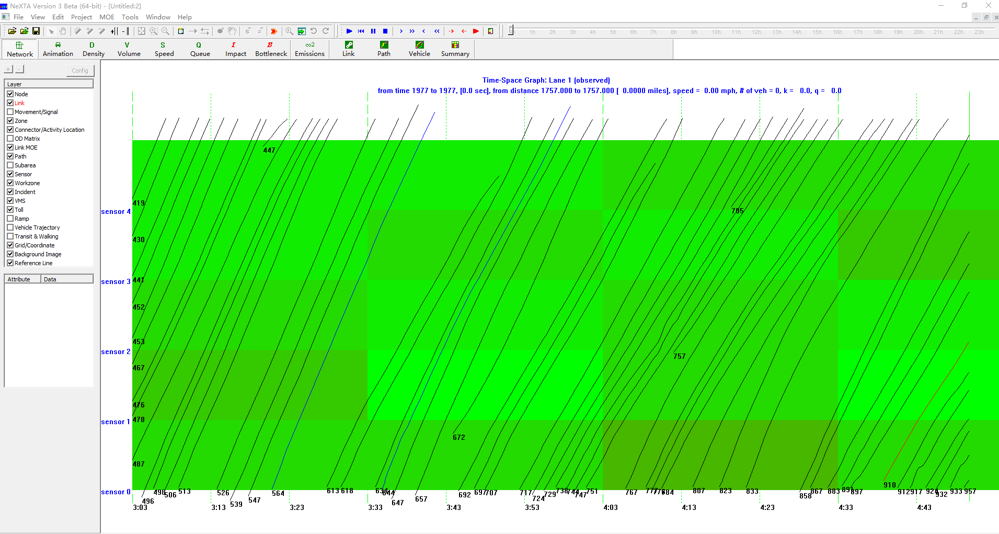 NeXTA Version 3 Beta (64-bit) - [Untitled:2]
File View Edit Project MOE Tools Window Help
1h. 2h. 3h. 4h. 5h. 6h. 7h. 8h. 9h. 10h. 11h. 12h. 13h. 14h. 15h. 16h. 17h. 18h. 19h. 20h. 21h. 22h. 23h.
D V S Q I B co2
Network Animation Density Volume Speed Queue Impact Bottleneck Emissions Link Path Vehicle Summary
+ - Config
Layer
Node
Link
Movement/Signal
Zone
Connector/Activity Location
OD Matrix
Link MOE
Path
Subarea
Sensor
Workzone
Incident
VMS
Toll
Ramp
Vehicle Trajectory
Transit & Walking
Grid/Coordinate
Background Image
Reference Line
Attribute Data
Time-Space Graph: Lane 1 (observed)
from time 1977 to 1977, [0.0 sec], from distance 1757.000 to 1757.000 [ 0.0000 miles], speed = 0.00 mph, # of veh = 0, k = 0.0, q = 0.0
447
419
sensor 4
705
430
441
sensor 3
452
453
sensor 2
757
467
476
478
sensor 1
672
487
sensor 0
496 498 506 513 526 539 547 564 613 618 634 644 647 657 692 697 707 717 724 729 738 744 747 751 767 777 776 784 807 823 833 858 867 883 891 897 910 912 917 924 932 933 957
3:03 3:13 3:23 3:33 3:43 3:53 4:03 4:13 4:23 4:33 4:43